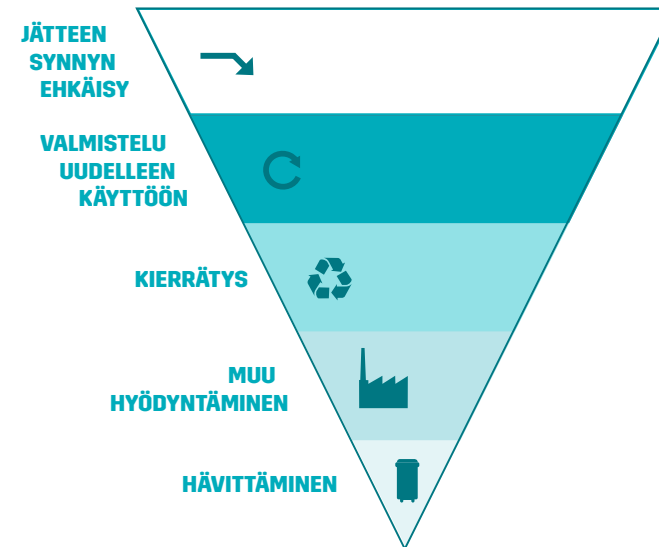 JÄTTEEN
SYNNYN
EHKÄISY
VALMISTELU
UUDELLEEN
KÄYTTÖÖN
KIERRÄTYS
MUU
HYÖDYNTÄMINEN
HÄVITTÄMINEN